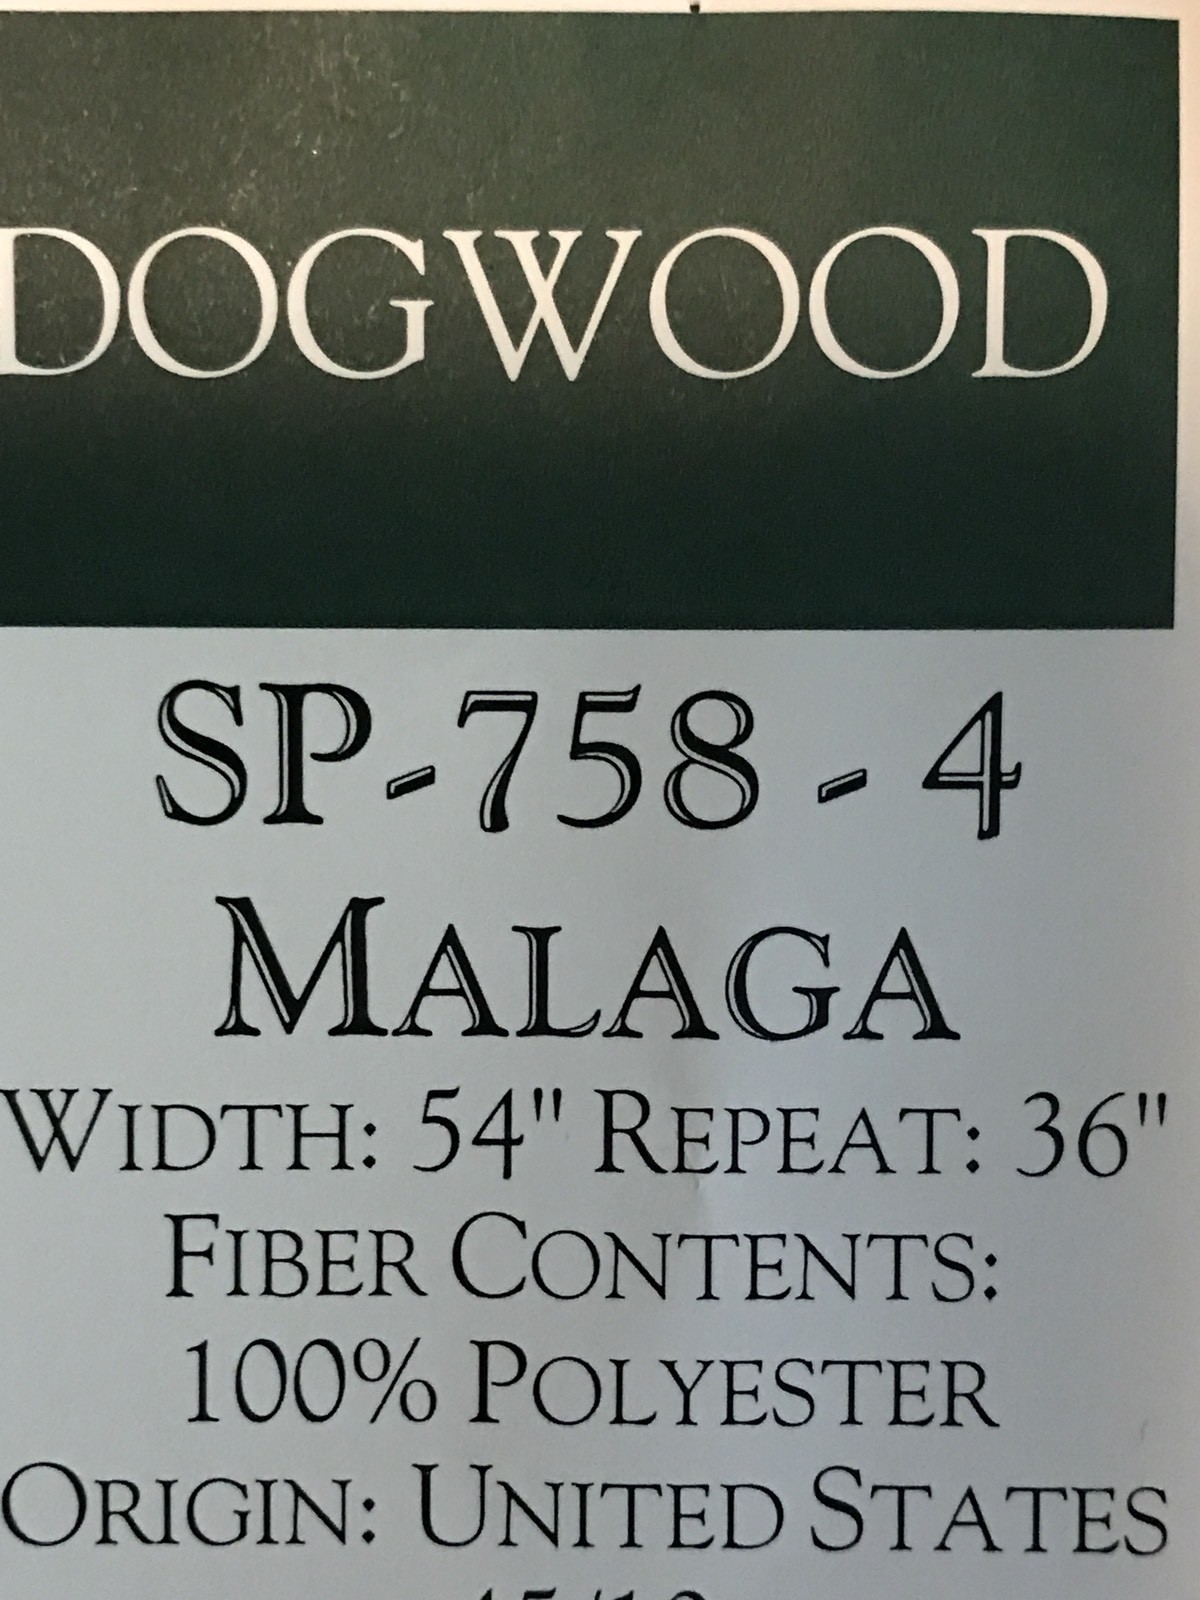 DOGWOOD
SP-758 - 4
MALAGA
WIDTH: 54" REPEAT: 36"
FIBER CONTENTS:
100% POLYESTER
ORIGIN: UNITED STATES